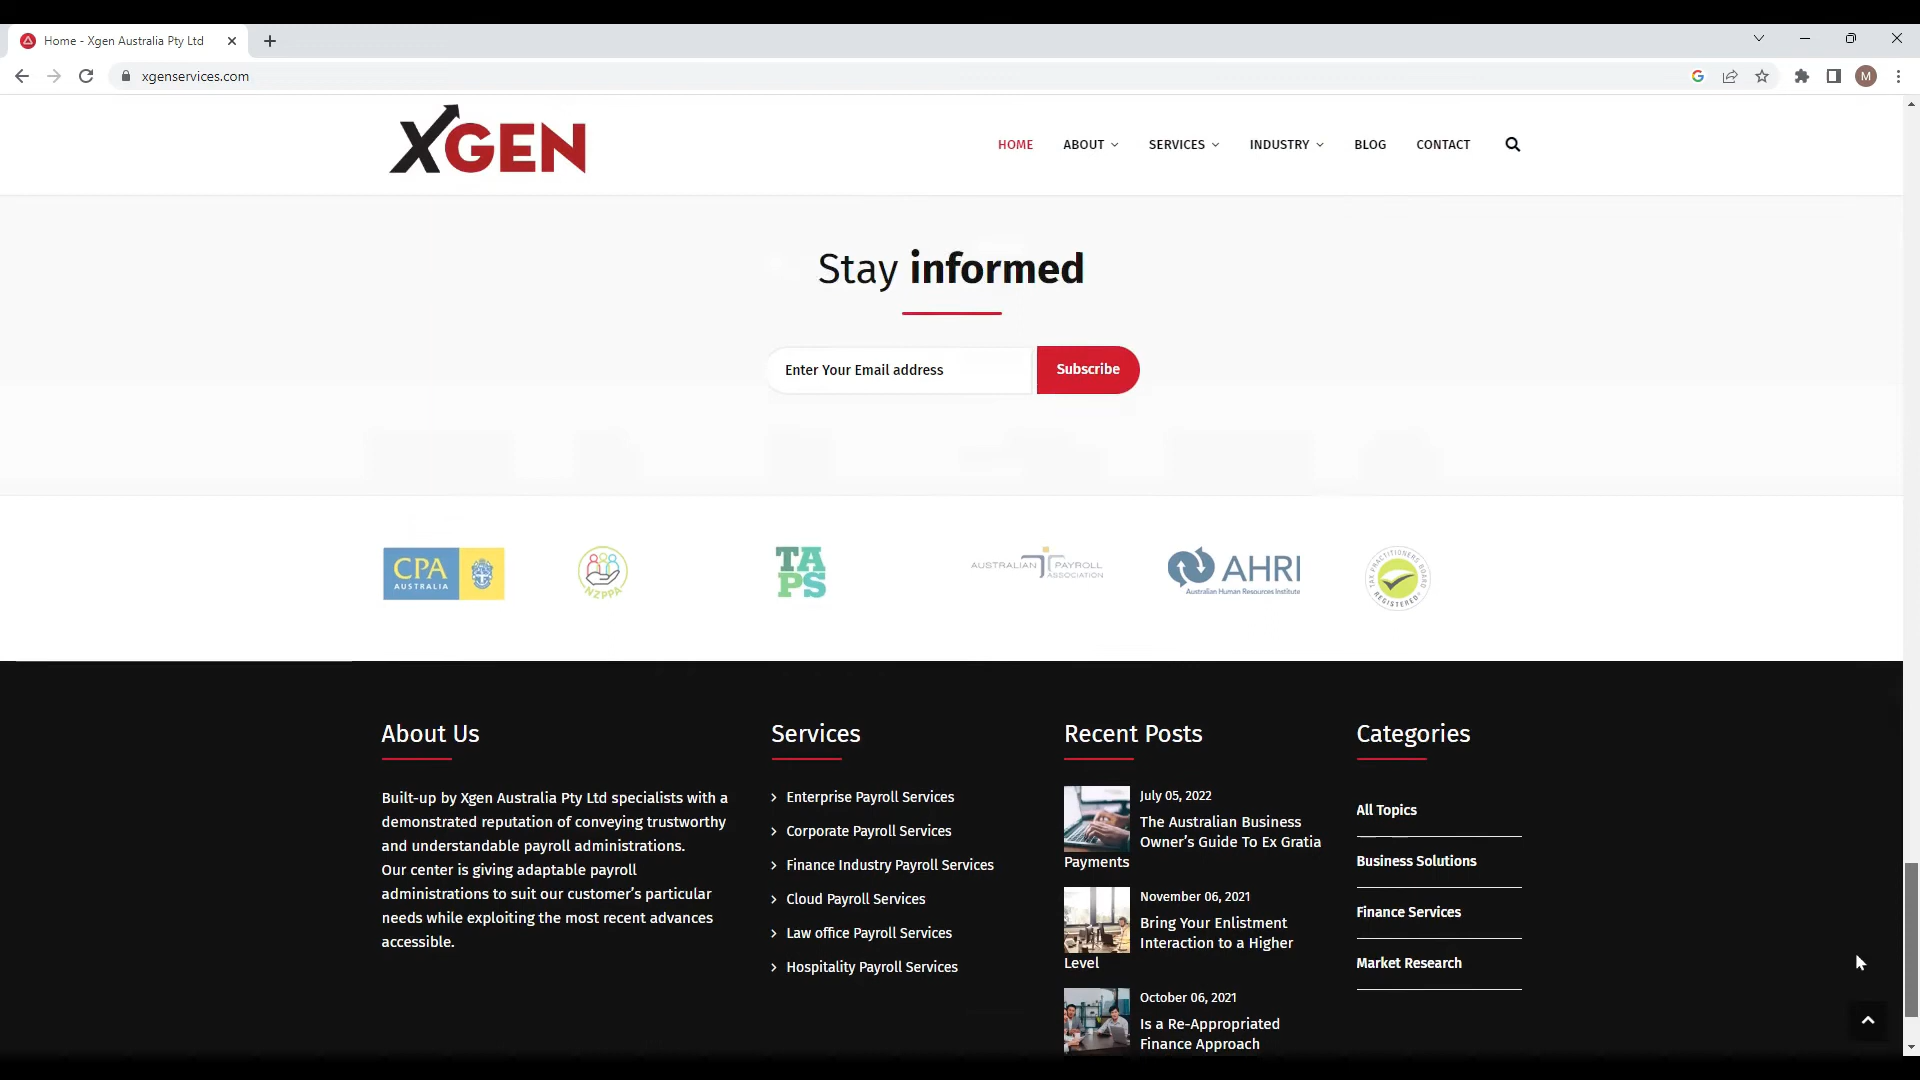 Home - Xgen Australia Pty Ltd
xgenservices.com
M
XGEN
HOME
ABOUT
SERVICES
INDUSTRY
BLOG
CONTACT
Stay informed
Enter Your Email address
Subscribe
CPA
AUSTRALIA
NZPPA
TA
PS
AUSTRALIAN PAYROLL
ASSOCIATION
AHRI
Australian Human Resources Institute
TAX PRACTITIONERS BOARD
REGISTERED
About Us
Built-up by Xgen Australia Pty Ltd specialists with a
demonstrated reputation of conveying trustworthy
and understandable payroll administrations.
Our center is giving adaptable payroll
administrations to suit our customer’s particular
needs while exploiting the most recent advances
accessible.
Services
Enterprise Payroll Services
Corporate Payroll Services
Finance Industry Payroll Services
Cloud Payroll Services
Law office Payroll Services
Hospitality Payroll Services
Recent Posts
July 05, 2022
The Australian Business
Owner’s Guide To Ex Gratia
Payments
November 06, 2021
Bring Your Enlistment
Interaction to a Higher
Level
October 06, 2021
Is a Re-Appropriated
Finance Approach
Categories
All Topics
Business Solutions
Finance Services
Market Research